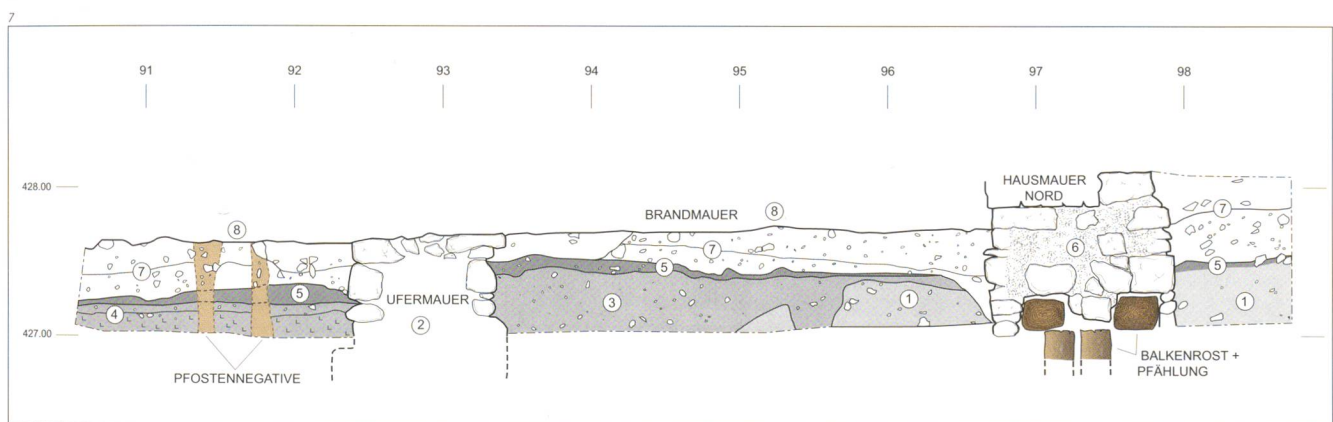 7
91 92 93 94 95 96 97 98
428.00
427.00
HAUSMAUER
NORD
BRANDMAUER 8
8
7
7
7
6
5
5
5
UFERMAUER
2
4
3
1
1
PFOSTENNEGATIVE
BALKENROST +
PFÄHLUNG